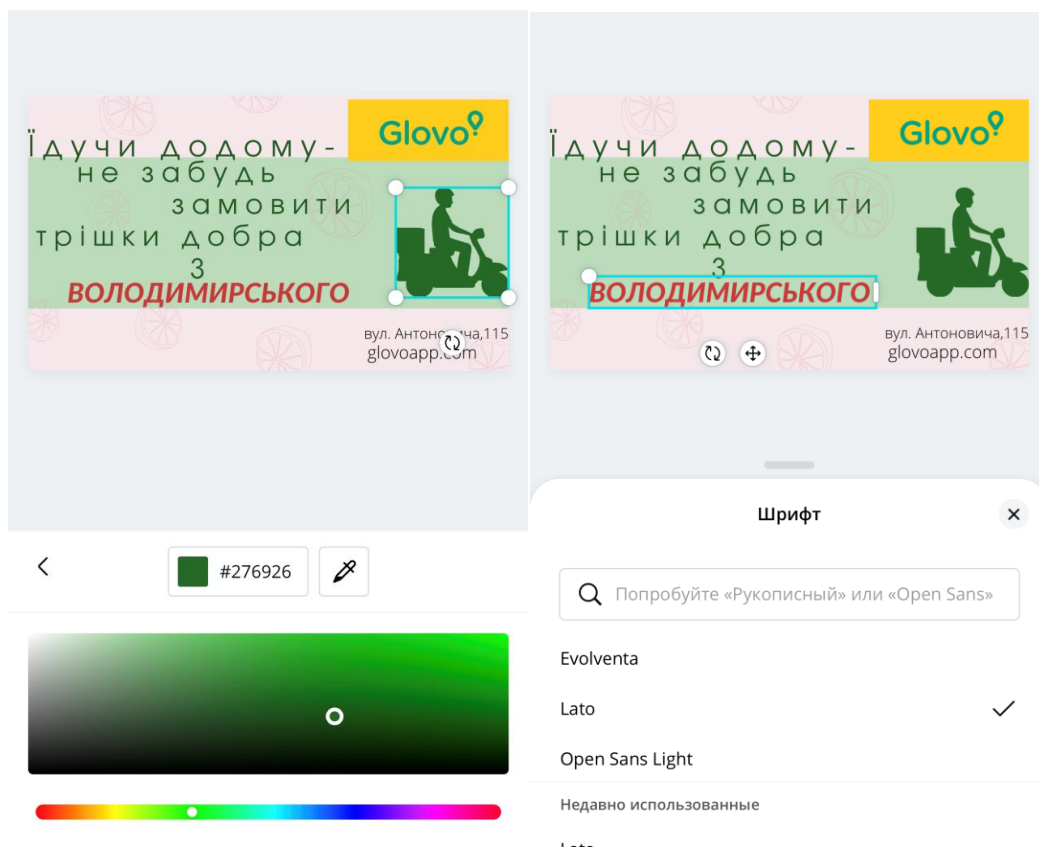 Їдучи додому-
не забудь
замовити
трішки добра
З
ВОЛОДИМИРСЬКОГО
Glovo
вул. Антоновича,115
glovoapp.com
#276926
Їдучи додому-
не забудь
замовити
трішки добра
З
ВОЛОДИМИРСЬКОГО
Glovo
вул. Антоновича,115
glovoapp.com
Шрифт
Попробуйте «Рукописный» или «Open Sans»
Evolventa
Lato
Open Sans Light
Недавно использованные
Lato